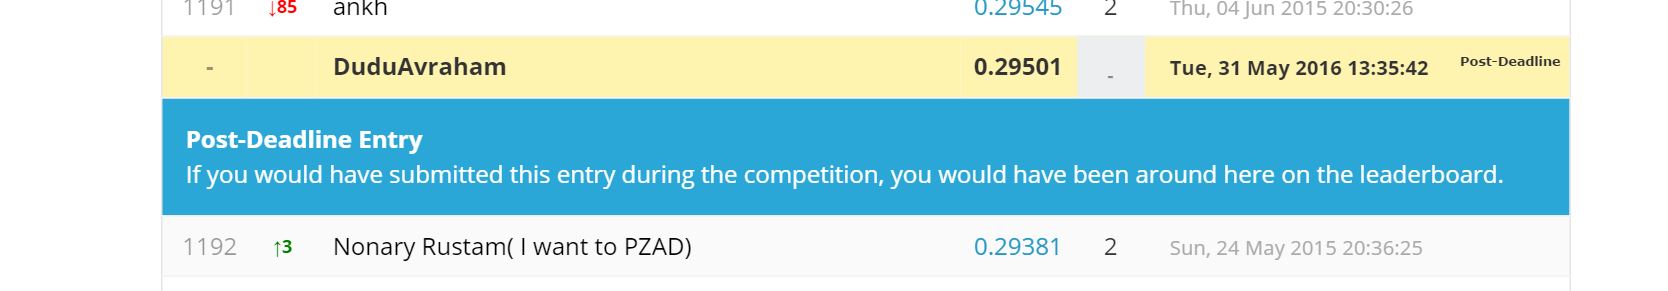 1191 ↓85 ankh 0.29545 2 Thu, 04 Jun 2015 20:30:26
- DuduAvraham 0.29501 - Tue, 31 May 2016 13:35:42 Post-Deadline
Post-Deadline Entry
If you would have submitted this entry during the competition, you would have been around here on the leaderboard.
1192 ↑3 Nonary Rustam( I want to PZAD) 0.29381 2 Sun, 24 May 2015 20:36:25